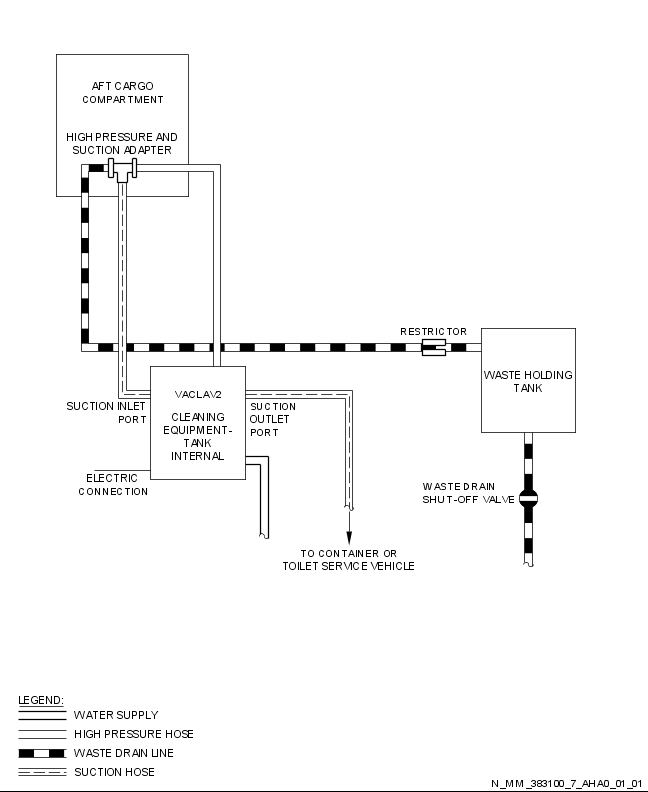 AFT CARGO
COMPARTMENT
HIGH PRESSURE AND
SUCTION ADAPTER
RESTRICTOR
WASTE HOLDING
TANK
VACLAV2
CLEANING
EQUIPMENT-
TANK
INTERNAL
SUCTION INLET
PORT
SUCTION
OUTLET
PORT
ELECTRIC
CONNECTION
WASTE DRAIN
SHUT-OFF VALVE
TO CONTAINER OR
TOILET SERVICE VEHICLE
LEGEND:
WATER SUPPLY
HIGH PRESSURE HOSE
WASTE DRAIN LINE
SUCTION HOSE
N_MM_383100_7_AHA0_01_01